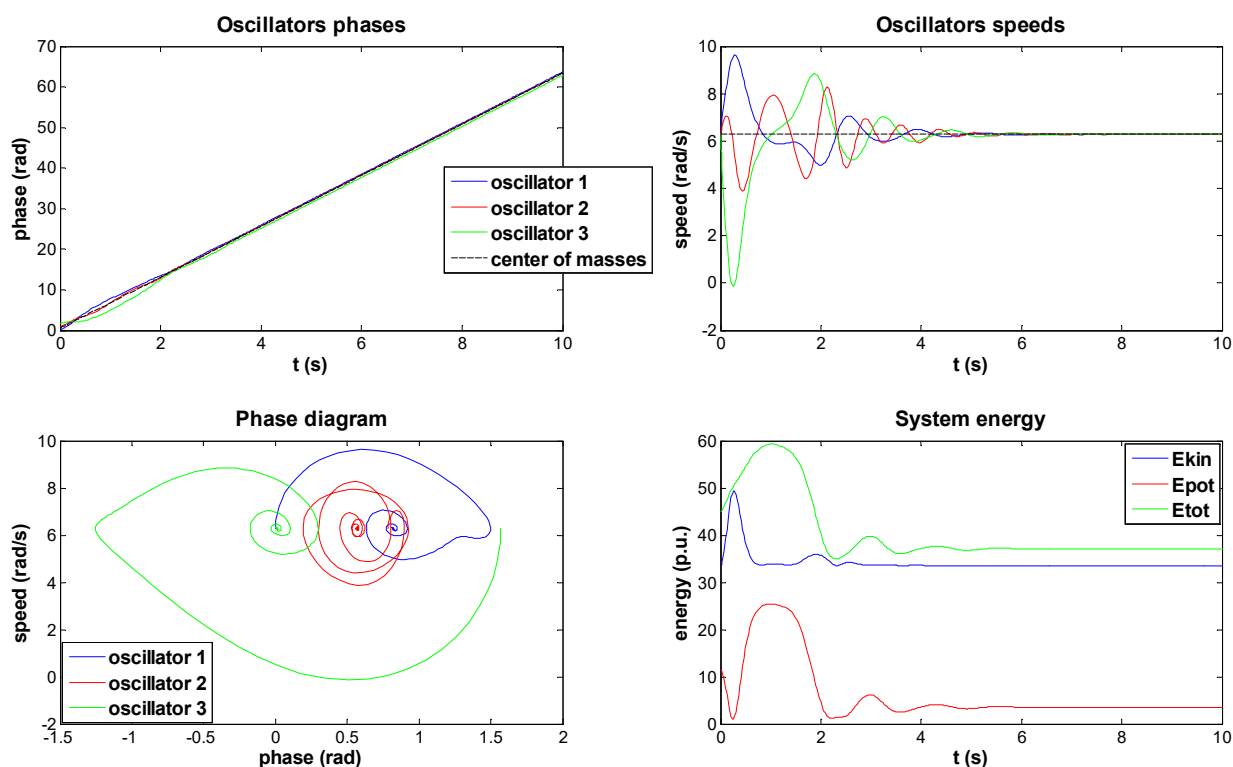 Oscillators phases
70
60
50
40
30
20
10
0
0 2 4 6 8 10
phase (rad)
t (s)
oscillator 1
oscillator 2
oscillator 3
center of masses
Oscillators speeds
10
8
6
4
2
0
-2
0 2 4 6 8 10
speed (rad/s)
t (s)
Phase diagram
10
8
6
4
2
0
-2
-1.5 -1 -0.5 0 0.5 1 1.5 2
speed (rad/s)
phase (rad)
oscillator 1
oscillator 2
oscillator 3
System energy
60
50
40
30
20
10
0
0 2 4 6 8 10
energy (p.u.)
t (s)
Ekin
Epot
Etot